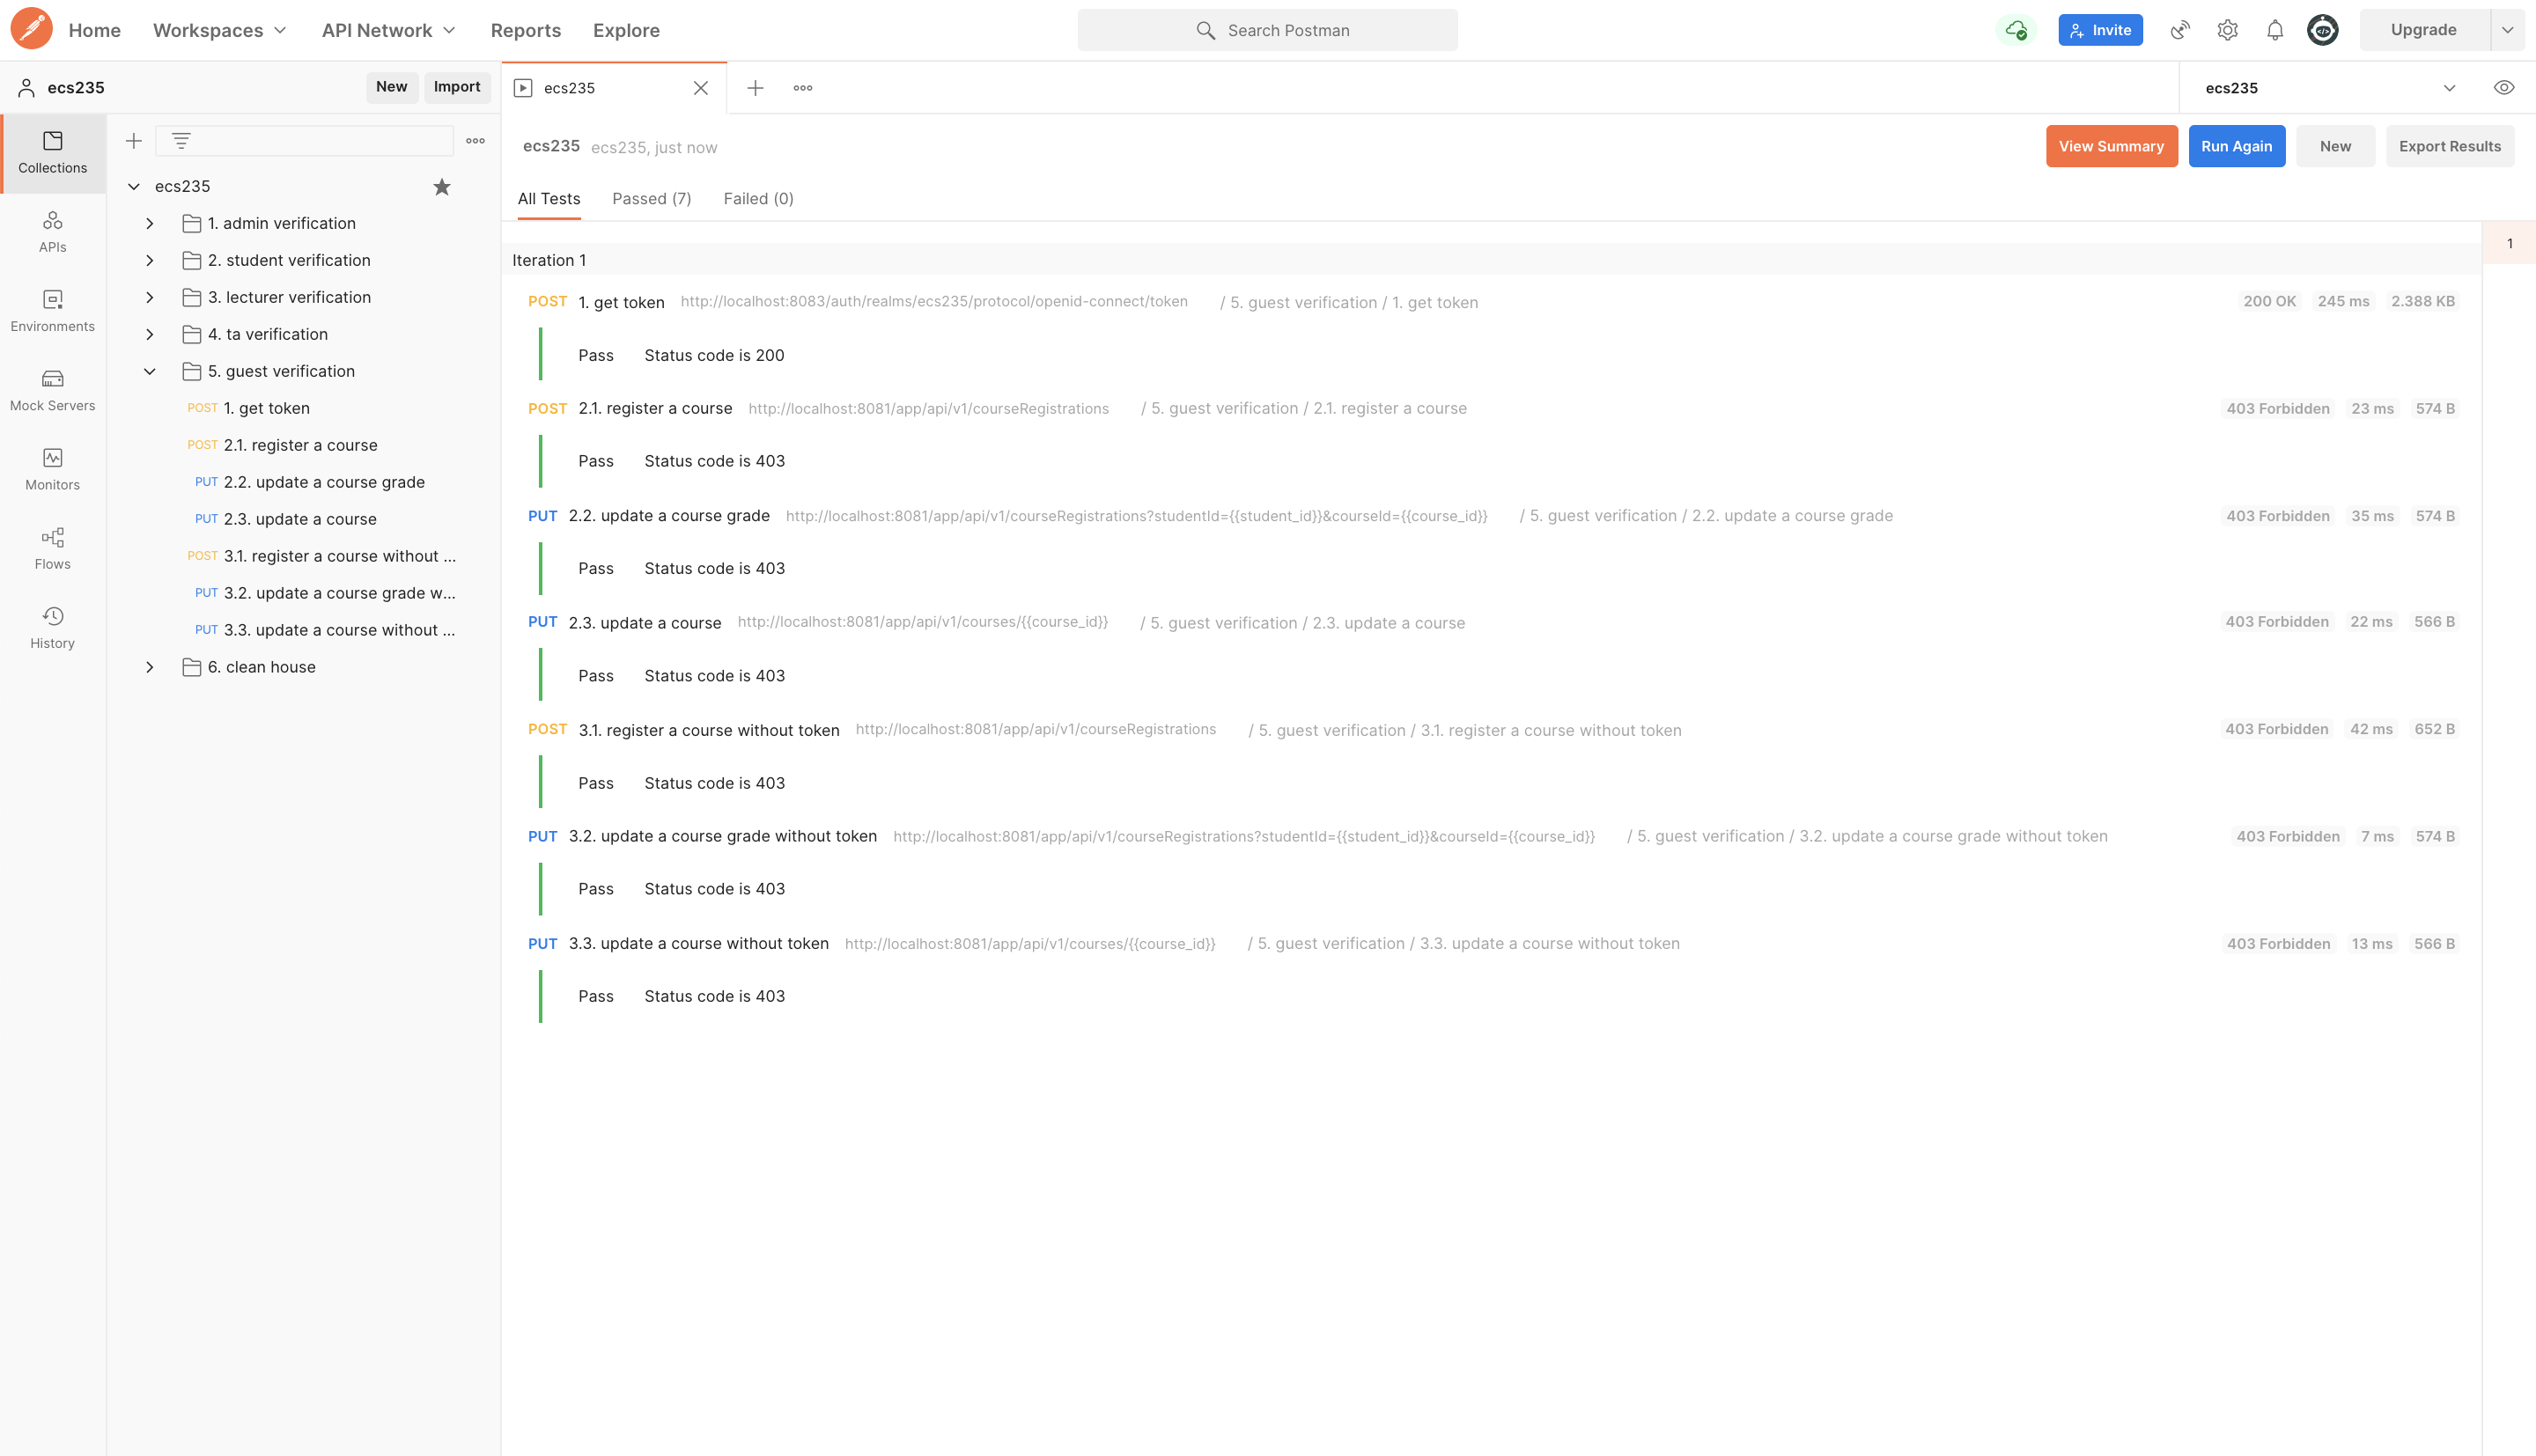 Home Workspaces API Network Reports Explore Search Postman Invite Upgrade
ecs235 New Import ecs235 ecs235
Collections
APIs
Environments
Mock Servers
Monitors
Flows
History
ecs235
1. admin verification
2. student verification
3. lecturer verification
4. ta verification
5. guest verification
POST 1. get token
POST 2.1. register a course
PUT 2.2. update a course grade
PUT 2.3. update a course
POST 3.1. register a course without ...
PUT 3.2. update a course grade w...
PUT 3.3. update a course without ...
6. clean house
ecs235 ecs235, just now View Summary Run Again New Export Results
All Tests Passed (7) Failed (0)
1
Iteration 1
POST 1. get token http://localhost:8083/auth/realms/ecs235/protocol/openid-connect/token / 5. guest verification / 1. get token 200 OK 245 ms 2.388 KB
Pass Status code is 200
POST 2.1. register a course http://localhost:8081/app/api/v1/courseRegistrations / 5. guest verification / 2.1. register a course 403 Forbidden 23 ms 574 B
Pass Status code is 403
PUT 2.2. update a course grade http://localhost:8081/app/api/v1/courseRegistrations?studentId={{student_id}}&courseId={{course_id}} / 5. guest verification / 2.2. update a course grade 403 Forbidden 35 ms 574 B
Pass Status code is 403
PUT 2.3. update a course http://localhost:8081/app/api/v1/courses/{{course_id}} / 5. guest verification / 2.3. update a course 403 Forbidden 22 ms 566 B
Pass Status code is 403
POST 3.1. register a course without token http://localhost:8081/app/api/v1/courseRegistrations / 5. guest verification / 3.1. register a course without token 403 Forbidden 42 ms 652 B
Pass Status code is 403
PUT 3.2. update a course grade without token http://localhost:8081/app/api/v1/courseRegistrations?studentId={{student_id}}&courseId={{course_id}} / 5. guest verification / 3.2. update a course grade without token 403 Forbidden 7 ms 574 B
Pass Status code is 403
PUT 3.3. update a course without token http://localhost:8081/app/api/v1/courses/{{course_id}} / 5. guest verification / 3.3. update a course without token 403 Forbidden 13 ms 566 B
Pass Status code is 403